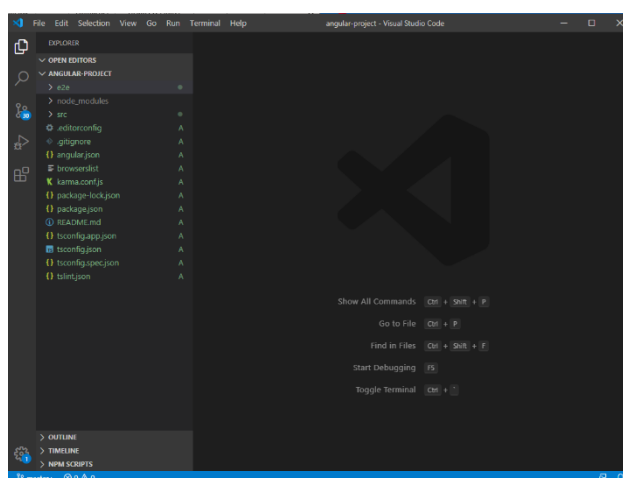 File Edit Selection View Go Run Terminal Help angular-project - Visual Studio Code
EXPLORER
OPEN EDITORS
ANGULAR-PROJECT
e2e
node_modules
src
.editorconfig A
.gitignore A
angular.json A
browserslist A
karma.conf.js A
package-lock.json A
package.json A
README.md A
tsconfig.app.json A
tsconfig.json A
tsconfig.spec.json A
tslint.json A
Show All Commands Ctrl + Shift + P
Go to File Ctrl + P
Find in Files Ctrl + Shift + F
Start Debugging F5
Toggle Terminal Ctrl + `
OUTLINE
TIMELINE
NPM SCRIPTS
1